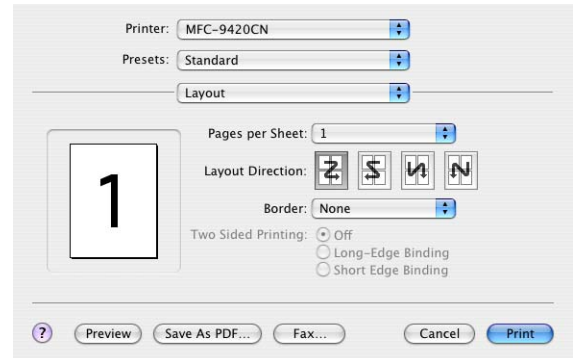 Printer: MFC-9420CN
Presets: Standard
Layout
Pages per Sheet: 1
Layout Direction:
Border: None
Two Sided Printing: Off
Long-Edge Binding
Short Edge Binding
1
? Preview Save As PDF... Fax... Cancel Print